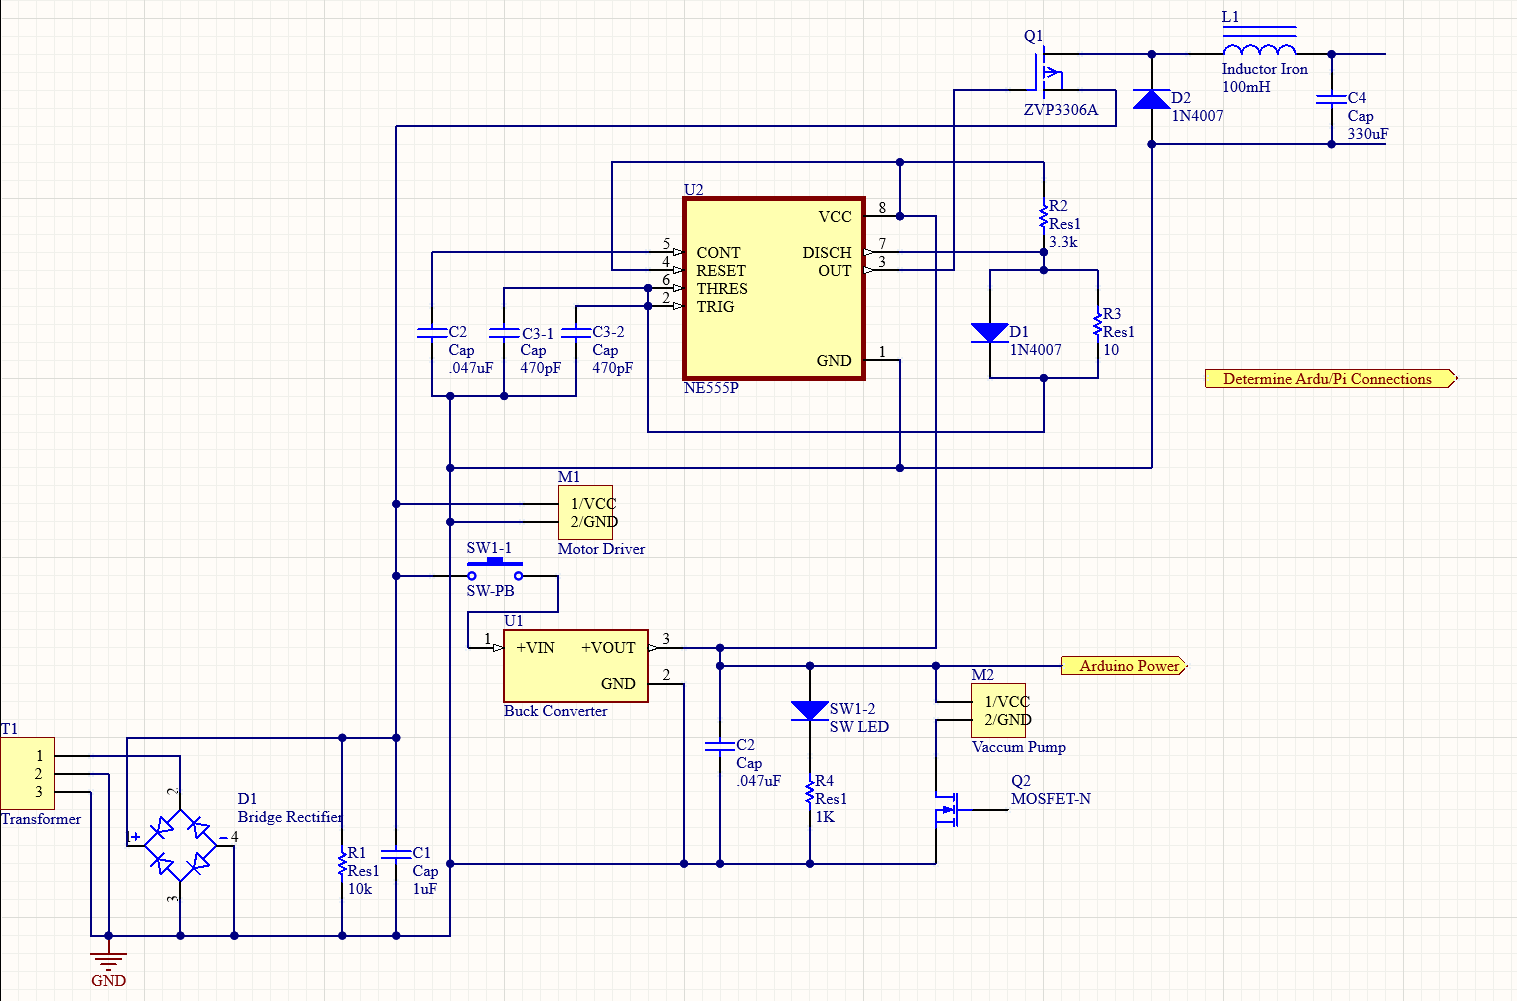 L1
Q1
Inductor Iron
100mH
D2
1N4007
C4
Cap
330uF
ZVP3306A
U2
VCC
8
R2
Res1
3.3k
5
CONT
DISCH
7
4
RESET
OUT
3
6
THRES
2
TRIG
C2
Cap
.047uF
C3-1
Cap
470pF
C3-2
Cap
470pF
GND
1
D1
1N4007
R3
Res1
10
NE555P
Determine Ardu/Pi Connections
M1
1/VCC
2/GND
Motor Driver
SW1-1
SW-PB
U1
1
+VIN
+VOUT
3
GND
2
Buck Converter
Arduino Power
M2
1/VCC
2/GND
Vaccum Pump
SW1-2
SW LED
C2
Cap
.047uF
R4
Res1
1K
Q2
MOSFET-N
T1
1
2
3
Transformer
D1
Bridge Rectifier
2
1
+
-
4
3
R1
Res1
10k
C1
Cap
1uF
GND